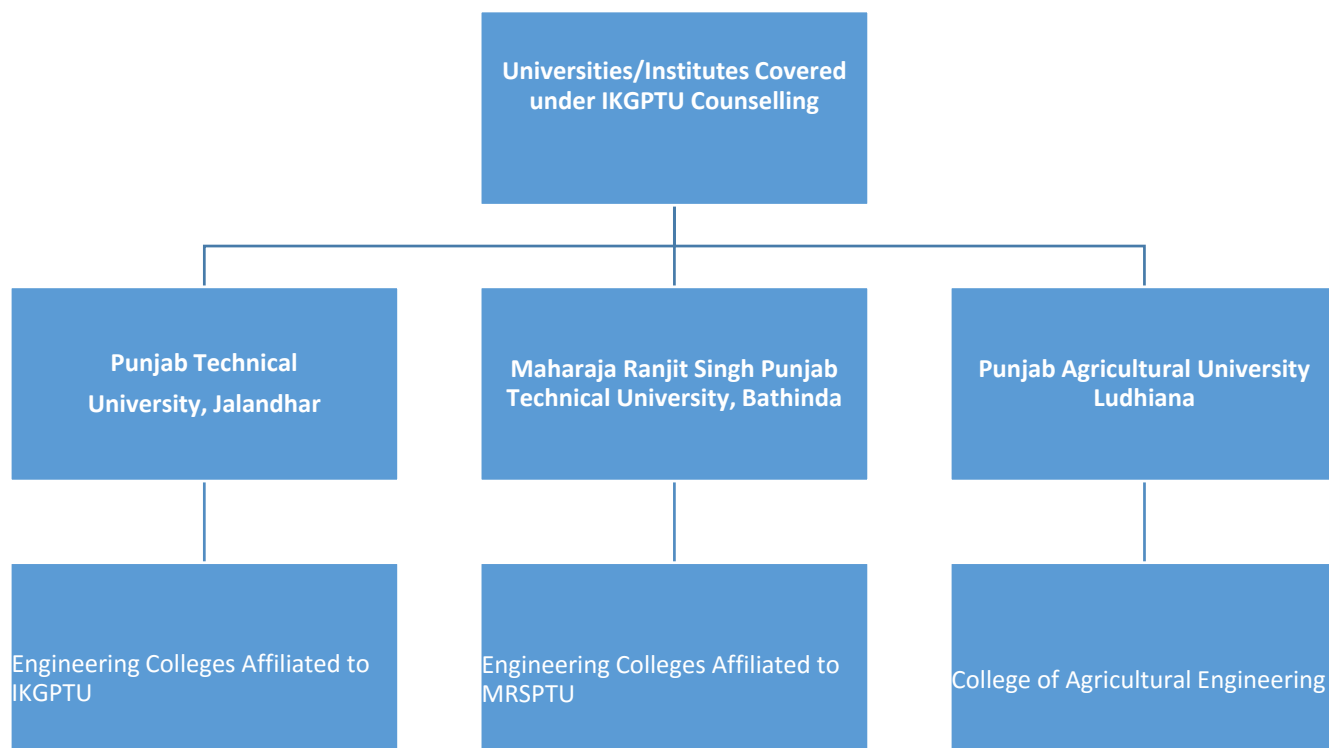 Universities/Institutes Covered
under IKGPTU Counselling
Punjab Technical
University, Jalandhar
Maharaja Ranjit Singh Punjab
Technical University, Bathinda
Punjab Agricultural University
Ludhiana
Engineering Colleges Affiliated to
IKGPTU
Engineering Colleges Affiliated to
MRSPTU
College of Agricultural Engineering